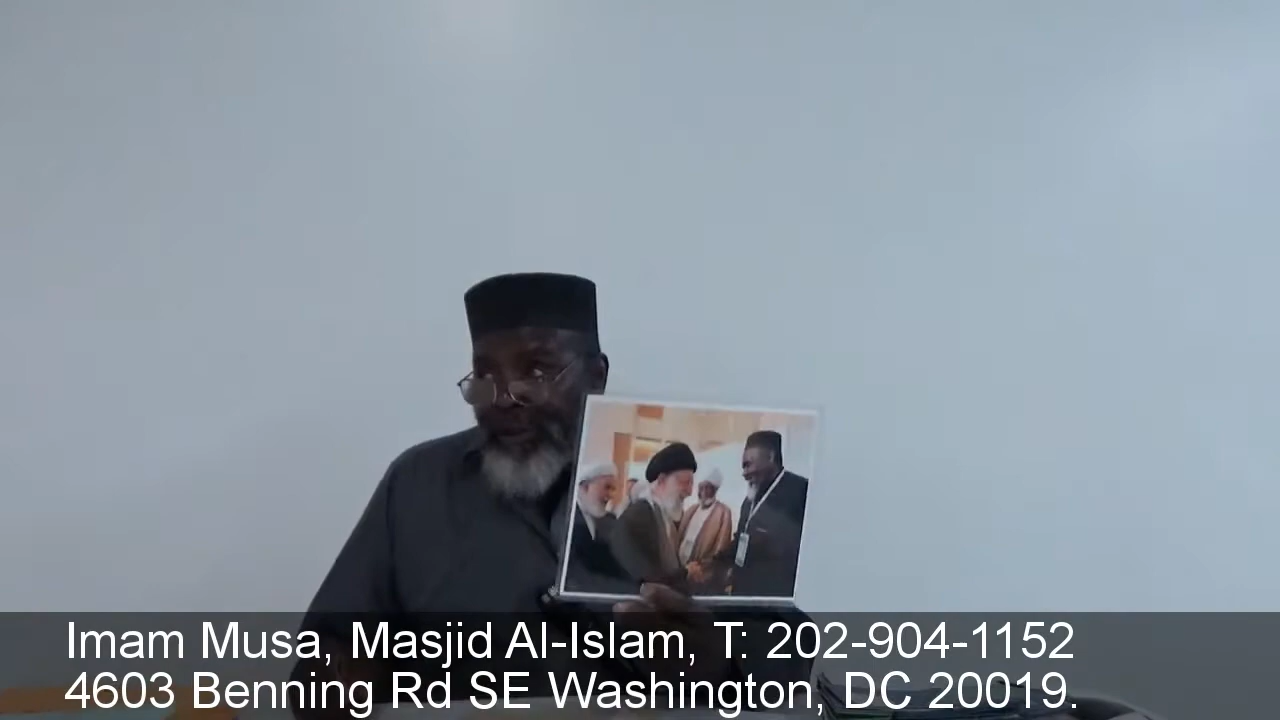 Imam Musa, Masjid Al-Islam, T: 202-904-1152
4603 Benning Rd SE Washington, DC 20019.